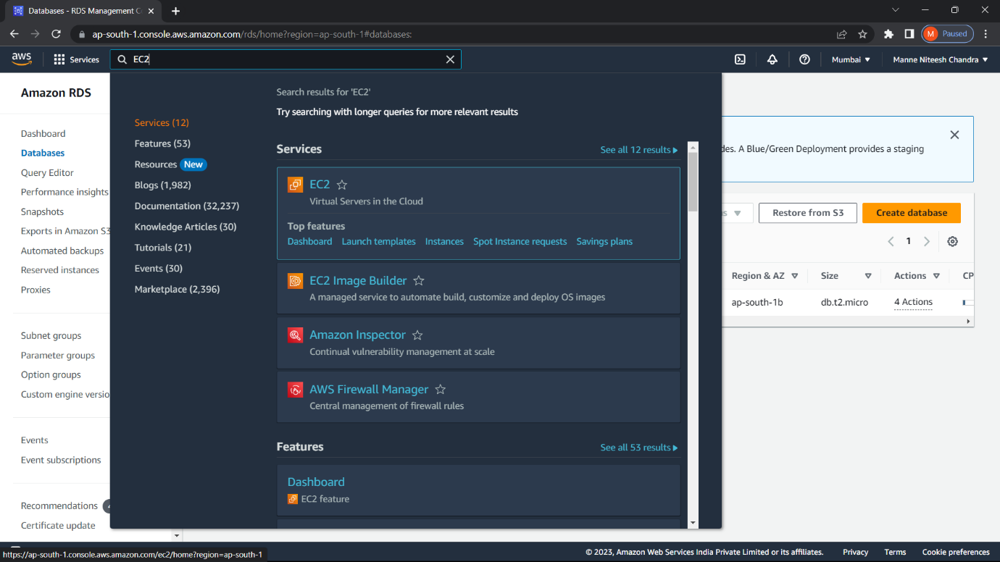 Databases - RDS Management C
ap-south-1.console.aws.amazon.com/rds/home?region=ap-south-1#databases:
M Paused
aws
Services
EC2
Mumbai
Manne Niteesh Chandra
Amazon RDS
Dashboard
Databases
Query Editor
Performance insights
Snapshots
Exports in Amazon S3
Automated backups
Reserved instances
Proxies
Subnet groups
Parameter groups
Option groups
Custom engine versio
Events
Event subscriptions
Recommendations
Certificate update
Services (12)
Features (53)
Resources New
Blogs (1,982)
Documentation (32,237)
Knowledge Articles (30)
Tutorials (21)
Events (30)
Marketplace (2,396)
Search results for 'EC2'
Try searching with longer queries for more relevant results
Services See all 12 results
EC2
Virtual Servers in the Cloud
Top features
Dashboard Launch templates Instances Spot Instance requests Savings plans
EC2 Image Builder
A managed service to automate build, customize and deploy OS images
Amazon Inspector
Continual vulnerability management at scale
AWS Firewall Manager
Central management of firewall rules
Features See all 53 results
Dashboard
EC2 feature
des. A Blue/Green Deployment provides a staging
Restore from S3 Create database
1
Region & AZ Size Actions CP
ap-south-1b db.t2.micro 4 Actions
https://ap-south-1.console.aws.amazon.com/ec2/home?region=ap-south-1
© 2023, Amazon Web Services India Private Limited or its affiliates. Privacy Terms Cookie preferences